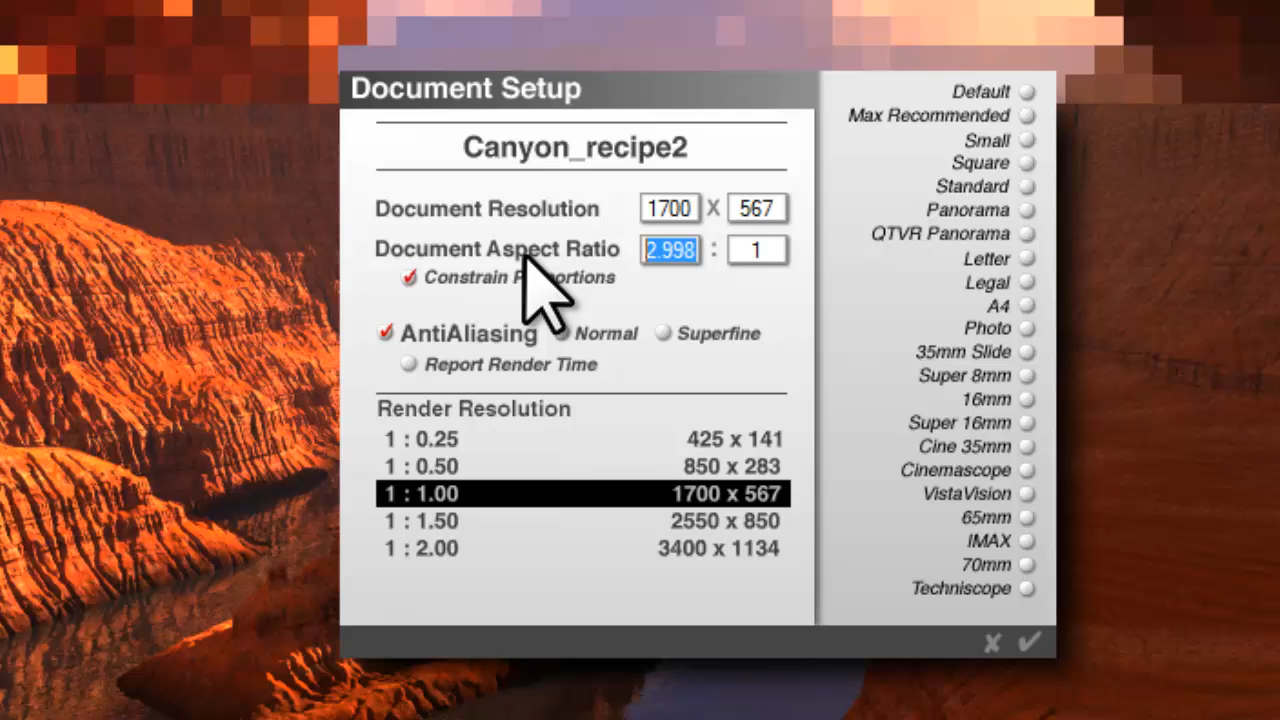 Document Setup
Canyon_recipe2
Document Resolution 1700 X 567
Document Aspect Ratio 2.998 : 1
Constrain Proportions
AntiAliasing Normal Superfine
Report Render Time
Render Resolution
1 : 0.25 425 x 141
1 : 0.50 850 x 283
1 : 1.00 1700 x 567
1 : 1.50 2550 x 850
1 : 2.00 3400 x 1134
Default
Max Recommended
Small
Square
Standard
Panorama
QTVR Panorama
Letter
Legal
A4
Photo
35mm Slide
Super 8mm
16mm
Super 16mm
Cine 35mm
Cinemascope
VistaVision
65mm
IMAX
70mm
Techniscope